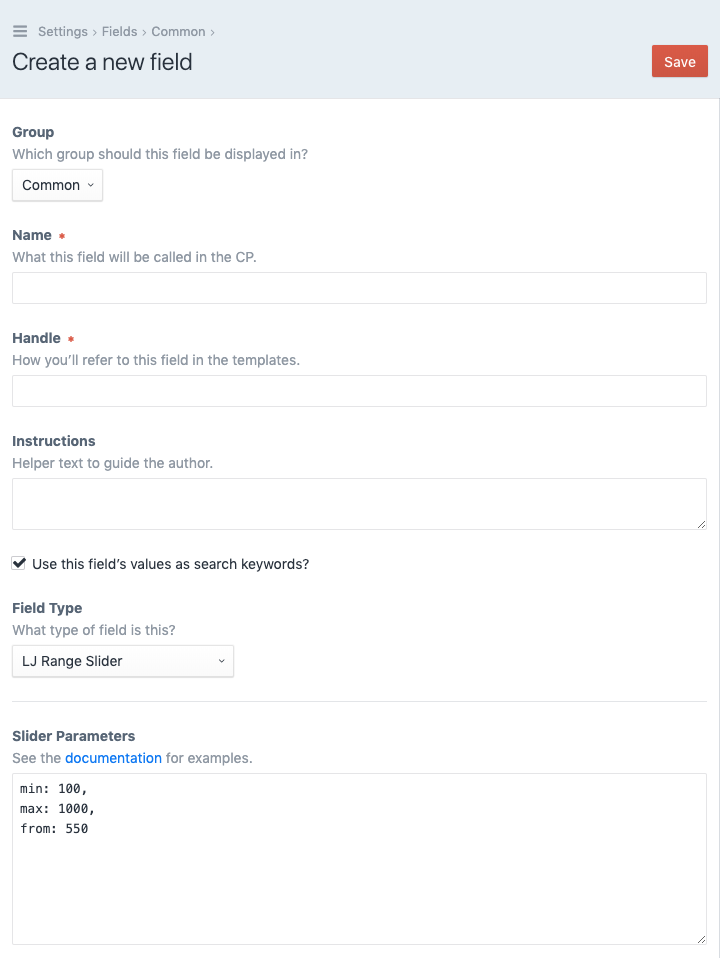 Settings › Fields › Common ›
Create a new field
Save
Group
Which group should this field be displayed in?
Common
Name *
What this field will be called in the CP.
Handle *
How you’ll refer to this field in the templates.
Instructions
Helper text to guide the author.
Use this field’s values as search keywords?
Field Type
What type of field is this?
LJ Range Slider
Slider Parameters
See the documentation for examples.
min: 100,
max: 1000,
from: 550